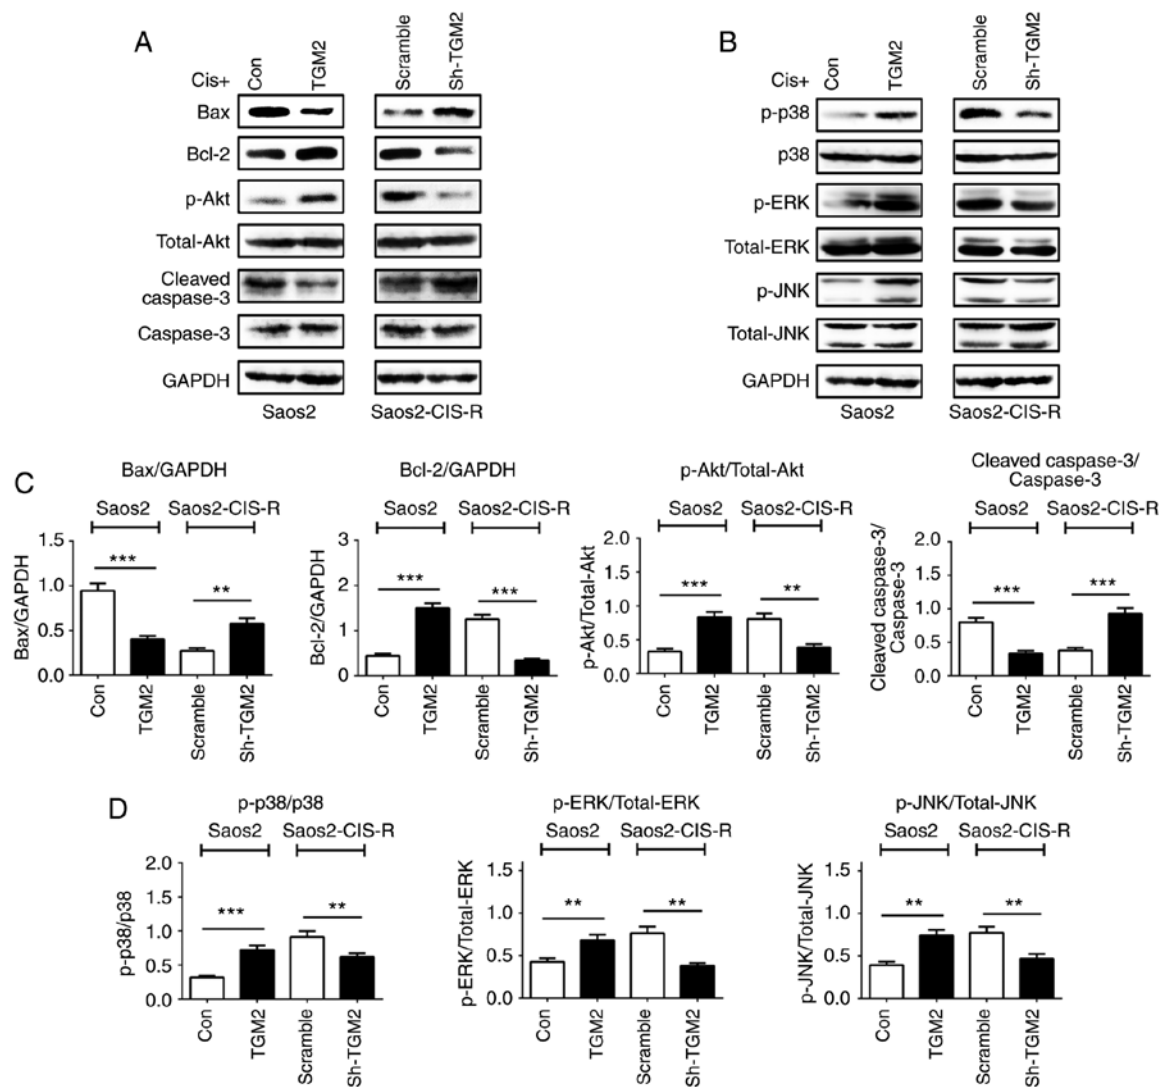 A
Cis+ Con TGM2 Scramble Sh-TGM2
Bax
Bcl-2
p-Akt
Total-Akt
Cleaved
caspase-3
Caspase-3
GAPDH
Saos2 Saos2-CIS-R
B
Cis+ Con TGM2 Scramble Sh-TGM2
p-p38
p38
p-ERK
Total-ERK
p-JNK
Total-JNK
GAPDH
Saos2 Saos2-CIS-R
C
Bax/GAPDH
Saos2 Saos2-CIS-R
Bax/GAPDH
1.5
1.0
0.5
0.0
*** **
Con TGM2 Scramble Sh-TGM2
Bcl-2/GAPDH
Saos2 Saos2-CIS-R
Bcl-2/GAPDH
3
2
1
0
*** ***
Con TGM2 Scramble Sh-TGM2
p-Akt/Total-Akt
Saos2 Saos2-CIS-R
p-Akt/Total-Akt
2.0
1.5
1.0
0.5
0.0
*** **
Con TGM2 Scramble Sh-TGM2
Cleaved caspase-3/
Caspase-3
Saos2 Saos2-CIS-R
Cleaved caspase-3/
Caspase-3
2.0
1.5
1.0
0.5
0.0
*** ***
Con TGM2 Scramble Sh-TGM2
D
p-p38/p38
Saos2 Saos2-CIS-R
p-p38/p38
2.0
1.5
1.0
0.5
0.0
*** **
Con TGM2 Scramble Sh-TGM2
p-ERK/Total-ERK
Saos2 Saos2-CIS-R
p-ERK/Total-ERK
1.5
1.0
0.5
0.0
** **
Con TGM2 Scramble Sh-TGM2
p-JNK/Total-JNK
Saos2 Saos2-CIS-R
p-JNK/Total-JNK
1.5
1.0
0.5
0.0
** **
Con TGM2 Scramble Sh-TGM2